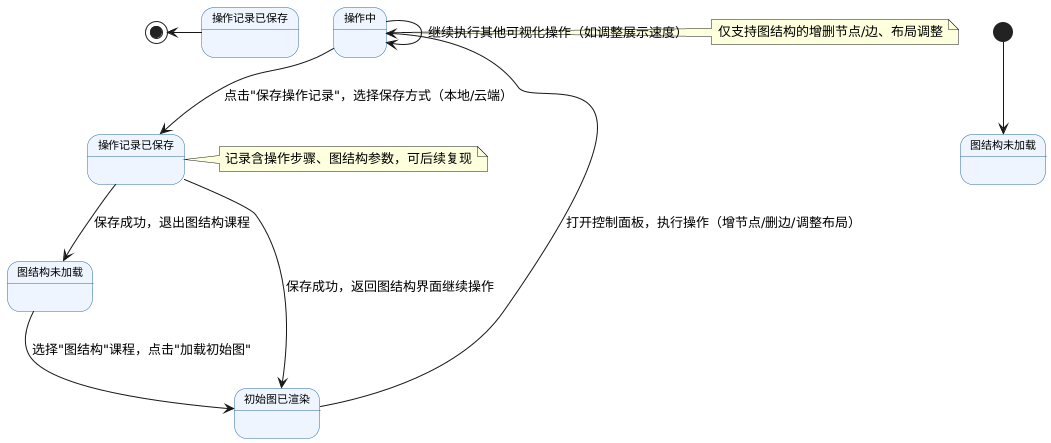 操作记录已保存
操作中
继续执行其他可视化操作（如调整展示速度）
仅支持图结构的增删节点/边、布局调整
点击"保存操作记录"，选择保存方式（本地/云端）
操作记录已保存
记录含操作步骤、图结构参数，可后续复现
图结构未加载
保存成功，退出图结构课程
打开控制面板，执行操作（增节点/删边/调整布局）
图结构未加载
保存成功，返回图结构界面继续操作
选择"图结构"课程，点击"加载初始图"
初始图已渲染